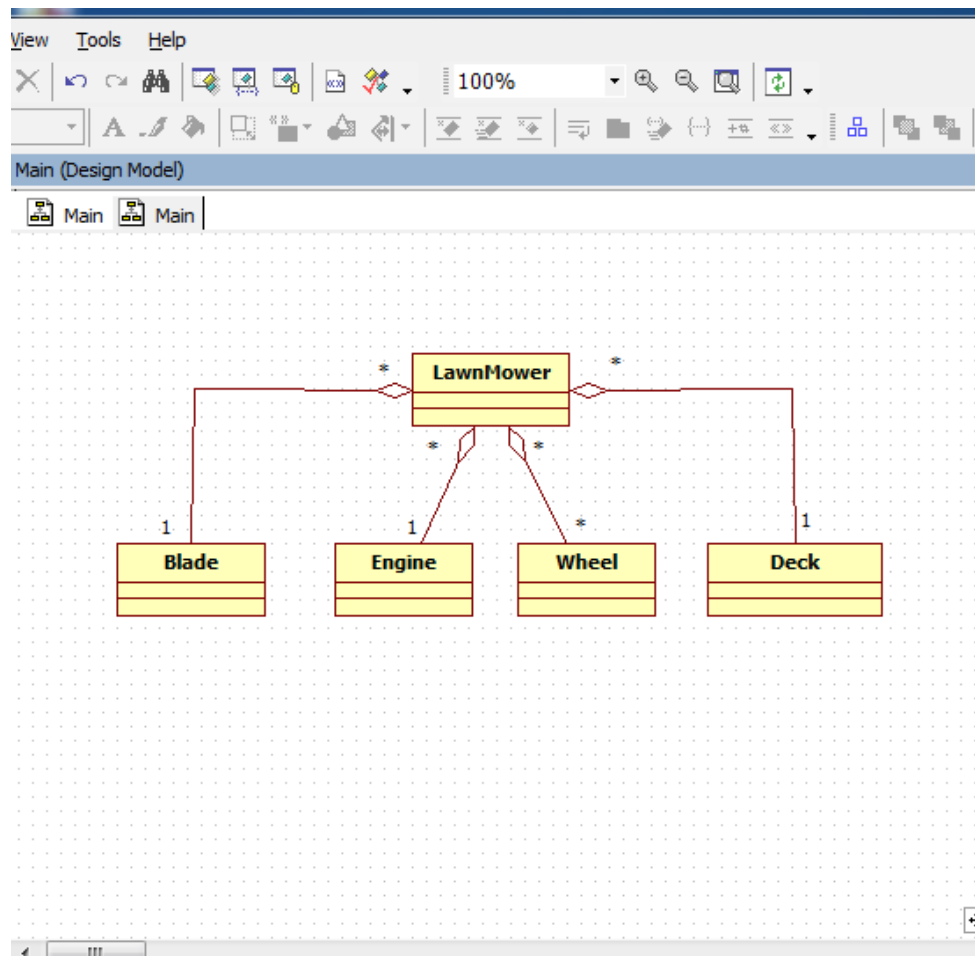 View Tools Help
100%
Main (Design Model)
Main Main
* LawnMower *
* *
1 1 * 1
Blade Engine Wheel Deck